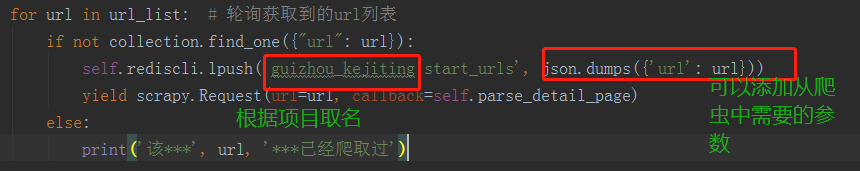 for url in url_list:  # 轮询获取到的url列表
if not collection.find_one({"url": url}):
self.rediscli.lpush( guizhou_kejiting start_urls', json.dumps({'url': url}))
yield scrapy.Request(url=url, callback=self.parse_detail_page)
可以添加从爬
虫中需要的参
数
根据项目取名
else:
print('该***', url, '***已经爬取过')